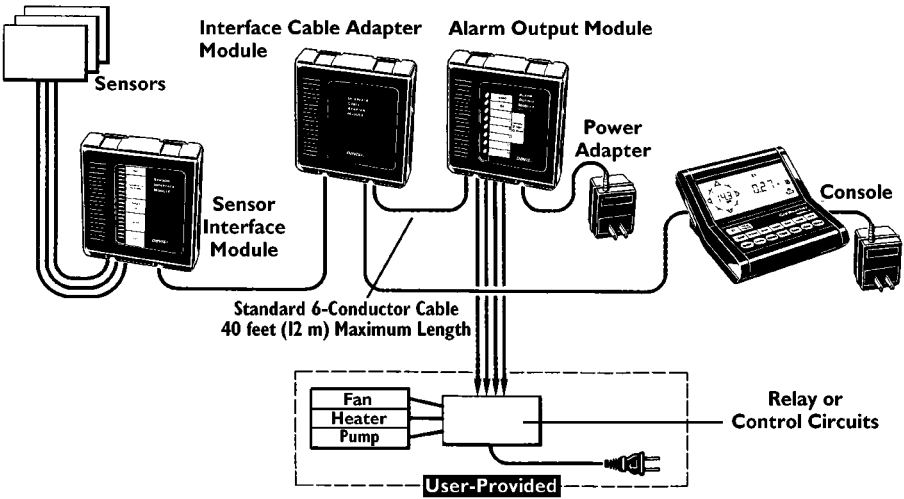 Interface Cable Adapter
Module
Alarm Output Module
Sensors
Power
Adapter
Sensor
Interface
Module
Console
Standard 6-Conductor Cable
40 feet (12 m) Maximum Length
Fan
Heater
Pump
Relay or
Control Circuits
User-Provided